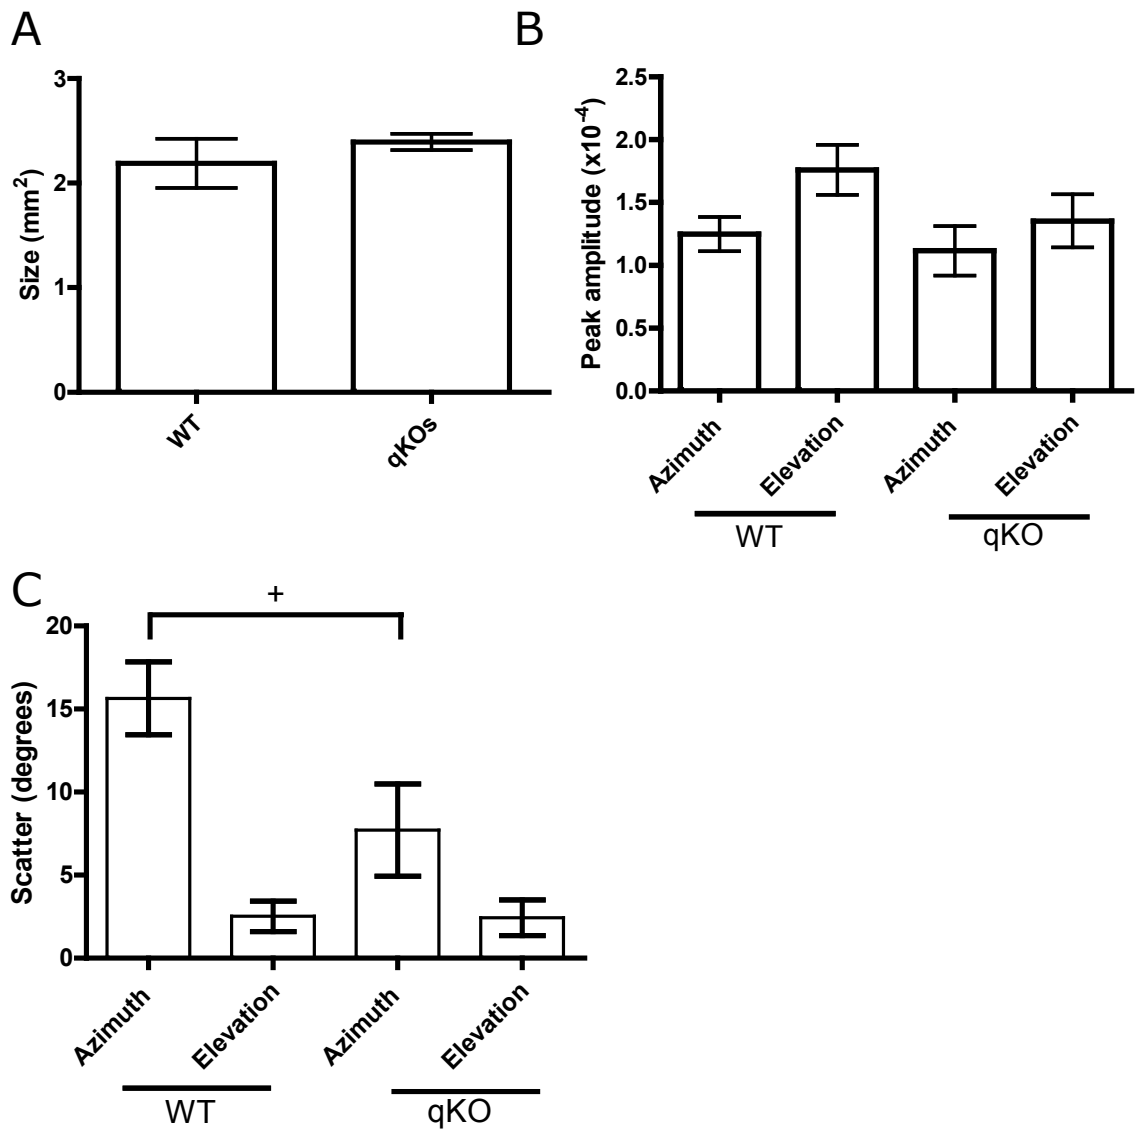 A
3
2
1
0
Size (mm2)
WT
qKOs
B
2.5
2.0
1.5
1.0
0.5
0.0
Peak amplitude (x10-4)
Azimuth
Elevation
Azimuth
Elevation
WT
qKO
C
+
20
15
10
5
0
Scatter (degrees)
Azimuth
Elevation
Azimuth
Elevation
WT
qKO